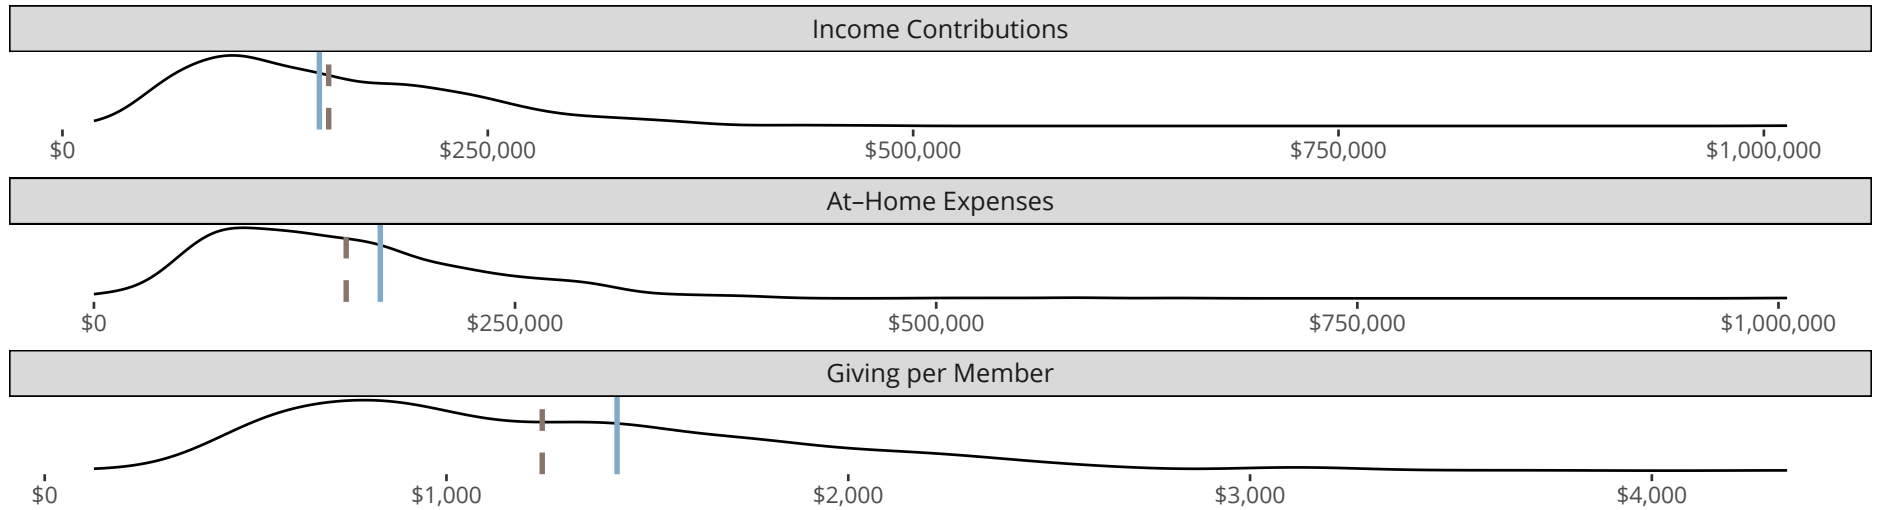 Income Contributions
$0 $250,000 $500,000 $750,000 $1,000,000
At–Home Expenses
$0 $250,000 $500,000 $750,000 $1,000,000
Giving per Member
$0 $1,000 $2,000 $3,000 $4,000